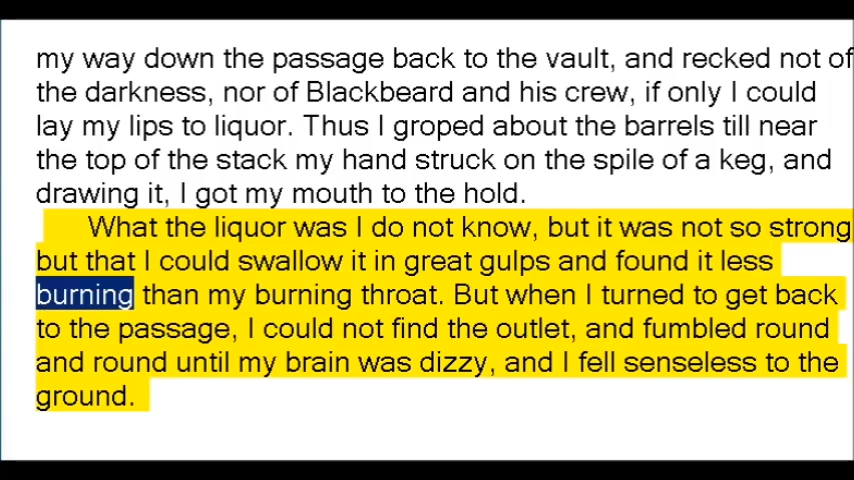 my way down the passage back to the vault, and recked not of
the darkness, nor of Blackbeard and his crew, if only I could
lay my lips to liquor. Thus I groped about the barrels till near
the top of the stack my hand struck on the spile of a keg, and
drawing it, I got my mouth to the hold.
What the liquor was I do not know, but it was not so strong
but that I could swallow it in great gulps and found it less
burning than my burning throat. But when I turned to get back
to the passage, I could not find the outlet, and fumbled round
and round until my brain was dizzy, and I fell senseless to the
ground.